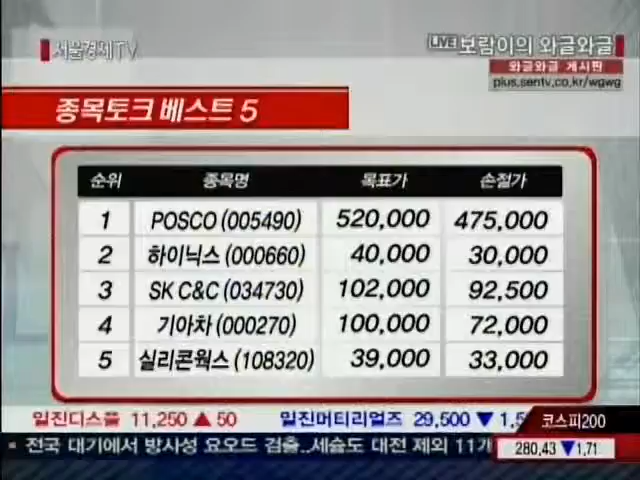 서울경제TV
LIVE 보람이의 와글와글
와글와글 게시판
plus.sentv.co.kr/wgwg
종목토크 베스트 5
순위 종목명 목표가 손절가
1 POSCO (005490) 520,000 475,000
2 하이닉스 (000660) 40,000 30,000
3 SK C&C (034730) 102,000 92,500
4 기아차 (000270) 100,000 72,000
5 실리콘웍스 (108320) 39,000 33,000
일진디스플 11,250 ▲ 50 일진머티리얼즈 29,500 ▼ 1,5 코스피200
전국 대기에서 방사성 요오드 검출..세슘도 대전 제외 11개 280,43 ▼1,71